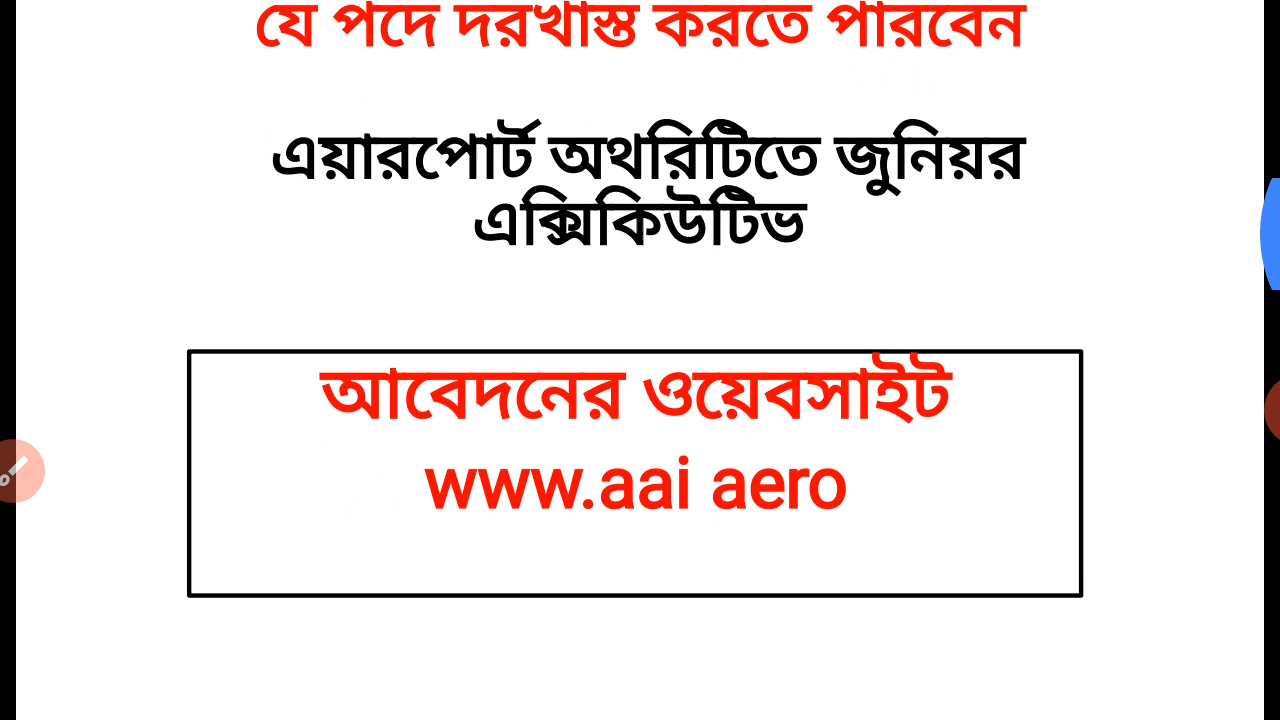 যে পদে দরখাস্ত করতে পারবেন
এয়ারপোর্ট অথরিটিতে জুনিয়র
এক্সিকিউটিভ
আবেদনের ওয়েবসাইট
www.aai aero